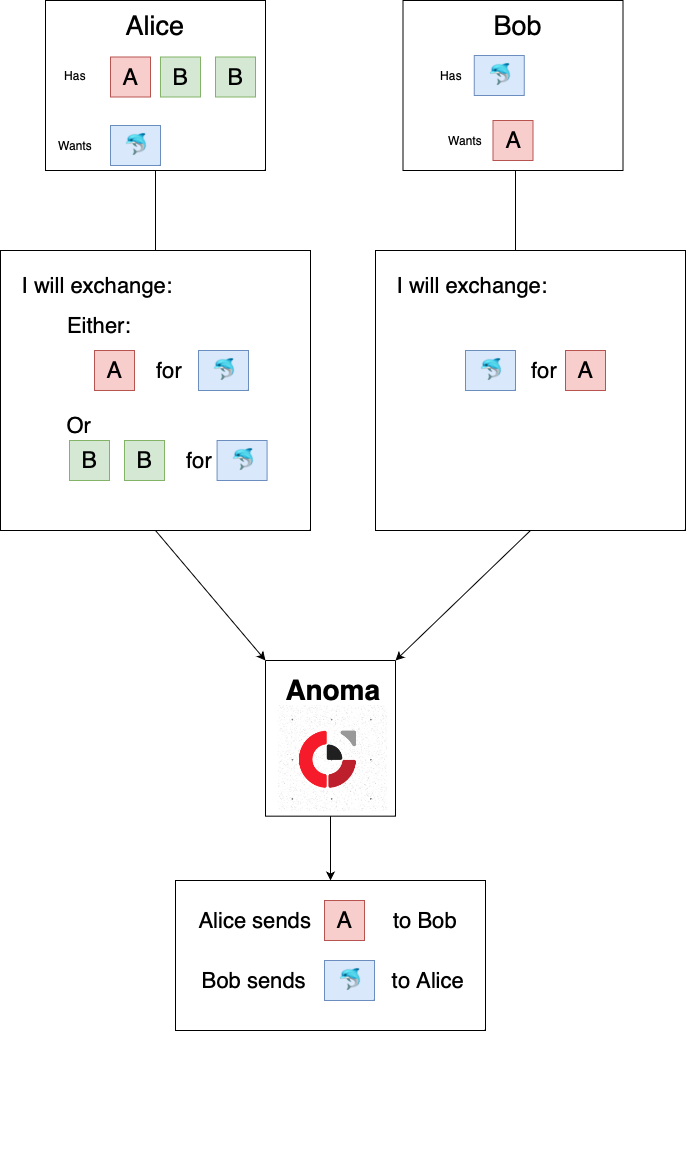 Alice
Has A B B
Wants 🐬
Bob
Has 🐬
Wants A
I will exchange:
Either:
A for 🐬
Or
B B for 🐬
I will exchange:
🐬 for A
Anoma
Alice sends A to Bob
Bob sends 🐬 to Alice